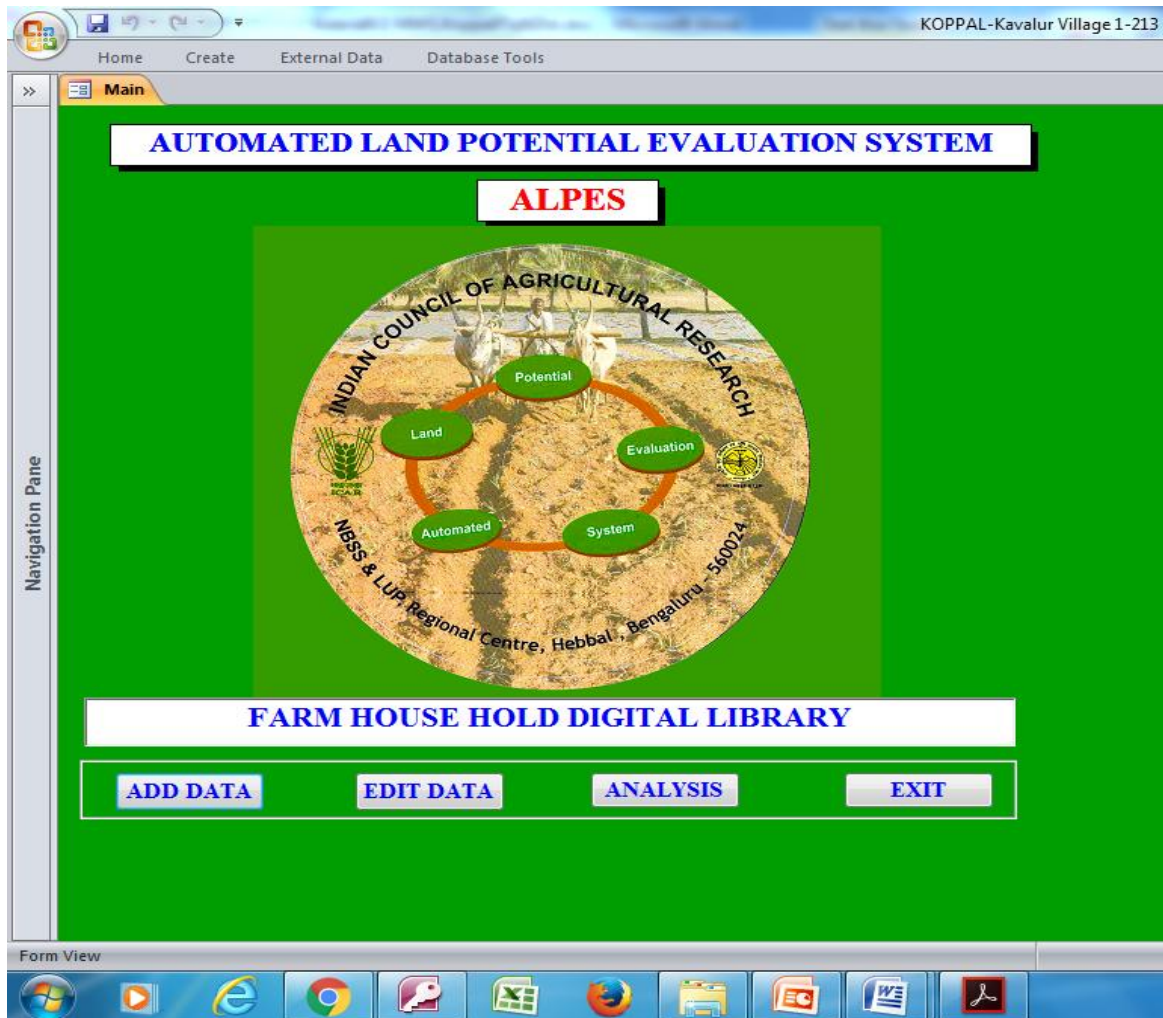 KOPPAL-Kavalur Village 1-213
Home Create External Data Database Tools
» Main
Navigation Pane
AUTOMATED LAND POTENTIAL EVALUATION SYSTEM
ALPES
INDIAN COUNCIL OF AGRICULTURAL RESEARCH
Potential
Land
Evaluation
Automated
System
ICAR
NBSS & LUP, Regional Centre, Hebbal , Bengaluru - 560024
FARM HOUSE HOLD DIGITAL LIBRARY
ADD DATA EDIT DATA ANALYSIS EXIT
Form View